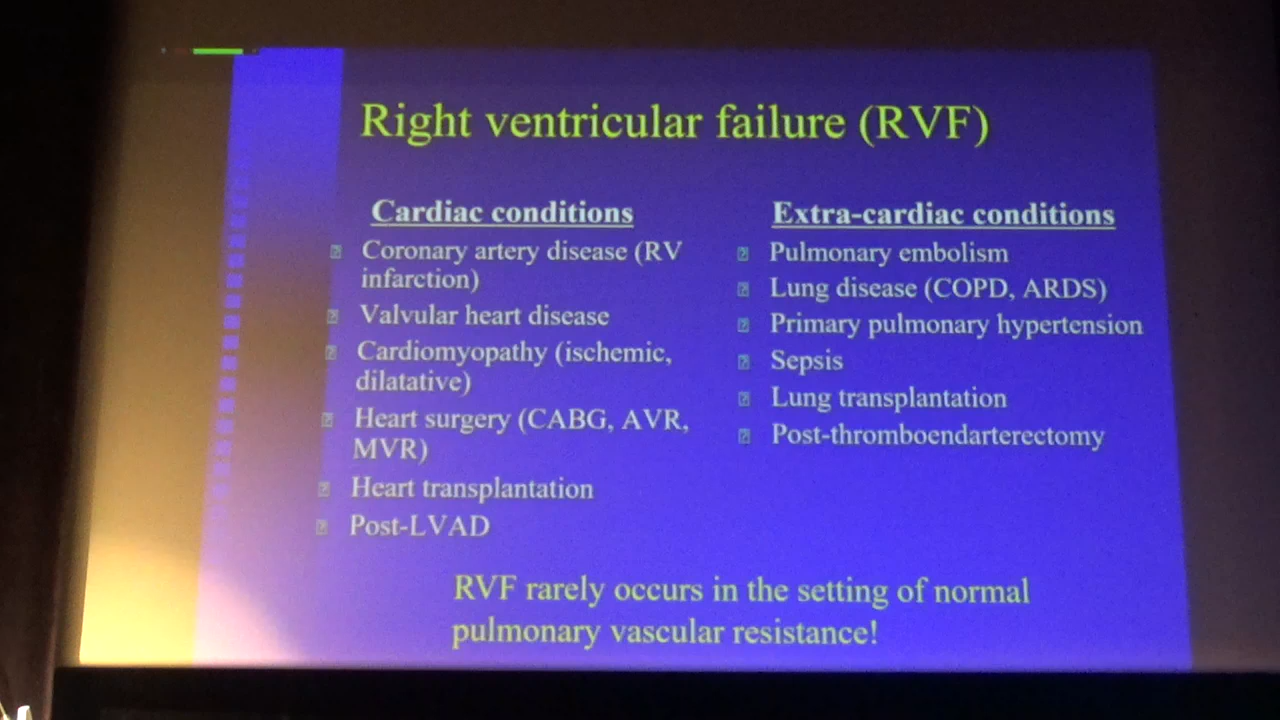 Right ventricular failure (RVF)
Cardiac conditions
Coronary artery disease (RV
infarction)
Valvular heart disease
Cardiomyopathy (ischemic,
dilatative)
Heart surgery (CABG, AVR,
MVR)
Heart transplantation
Post-LVAD
Extra-cardiac conditions
Pulmonary embolism
Lung disease (COPD, ARDS)
Primary pulmonary hypertension
Sepsis
Lung transplantation
Post-thromboendarterectomy
RVF rarely occurs in the setting of normal
pulmonary vascular resistance!